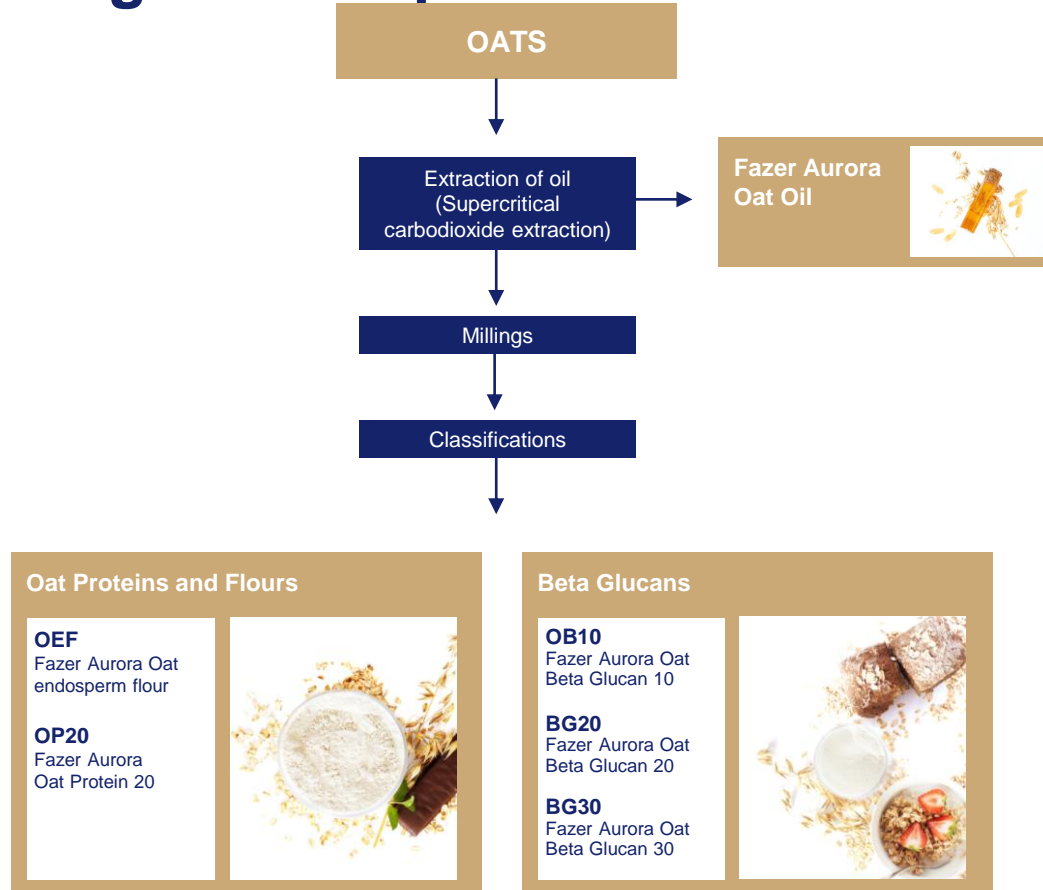 OATS
Extraction of oil
(Supercritical
carbodioxide extraction)
Fazer Aurora
Oat Oil
Millings
Classifications
Oat Proteins and Flours
OEF
Fazer Aurora Oat
endosperm flour
OP20
Fazer Aurora
Oat Protein 20
Beta Glucans
OB10
Fazer Aurora Oat
Beta Glucan 10
BG20
Fazer Aurora Oat
Beta Glucan 20
BG30
Fazer Aurora Oat
Beta Glucan 30